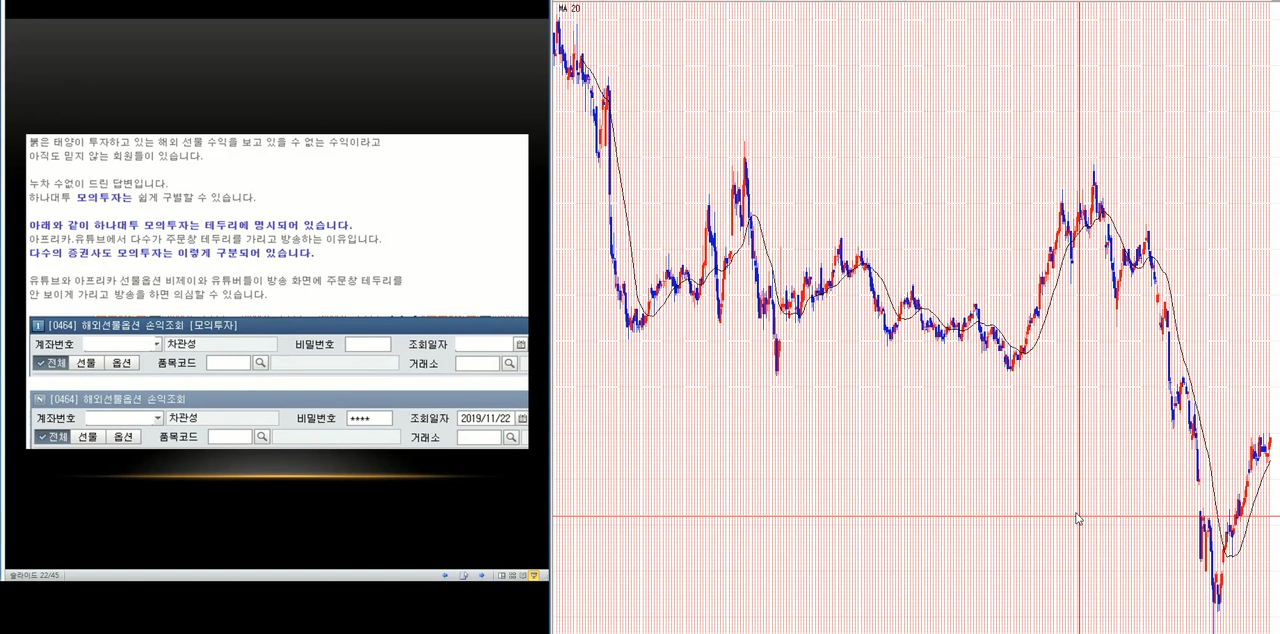 붉은 태양이 투자하고 있는 해외 선물 수익을 보고 있을 수 없는 수익이라고
아직도 믿지 않는 회원들이 있습니다.
누차 수없이 드린 답변입니다.
하나대투 모의투자는 쉽게 구별할 수 있습니다.
아래와 같이 하나대투 모의투자는 테두리에 명시되어 있습니다.
아프리카.유튜브에서 다수가 주문창 테두리를 가리고 방송하는 이유입니다.
다수의 증권사도 모의투자는 이렇게 구분되어 있습니다.
유튜브와 아프리카 선물옵션 비제이와 유튜버들이 방송 화면에 주문창 테두리를
안 보이게 가리고 방송을 하면 의심할 수 있습니다.
[0464] 해외선물옵션 손익조회 [모의투자]
계좌번호 차관성 비밀번호 조회일자
전체 선물 옵션 품목코드 거래소
[0464] 해외선물옵션 손익조회
계좌번호 차관성 비밀번호 **** 조회일자 2019/11/22
전체 선물 옵션 품목코드 거래소
슬라이드 22/45
MA 20